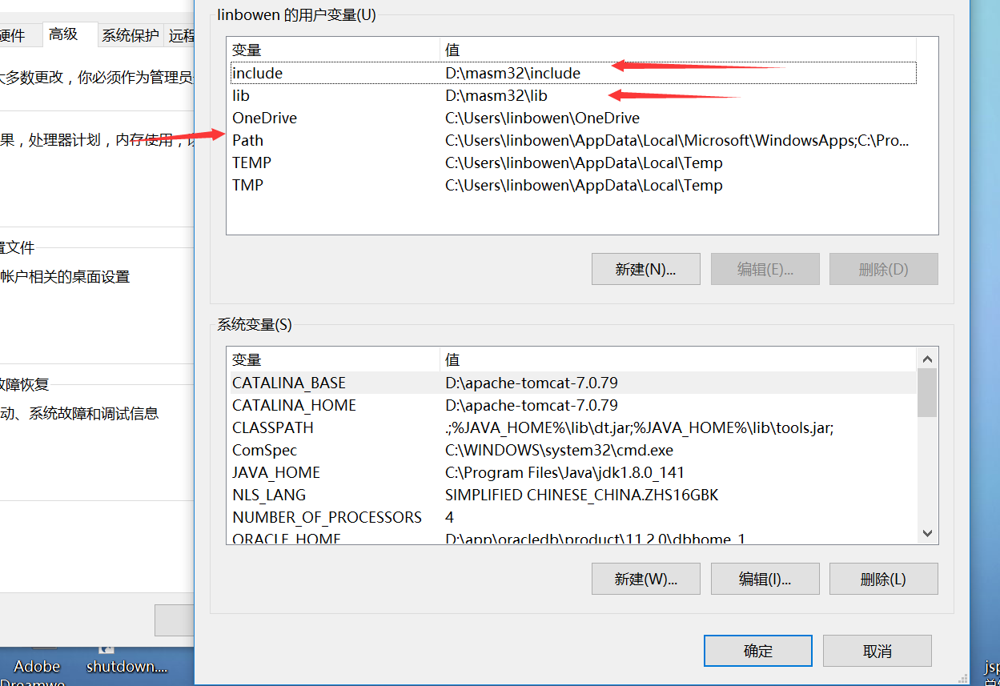 linbowen 的用户变量(U)
硬件 高级 系统保护 远程
变量 值
include D:\masm32\include
大多数更改，你必须作为管理员
lib D:\masm32\lib
OneDrive C:\Users\linbowen\OneDrive
果，处理器计划，内存使用，以
Path C:\Users\linbowen\AppData\Local\Microsoft\WindowsApps;C:\Pro...
TEMP C:\Users\linbowen\AppData\Local\Temp
TMP C:\Users\linbowen\AppData\Local\Temp
置文件
新建(N)... 编辑(E)... 删除(D)
帐户相关的桌面设置
系统变量(S)
变量 值
CATALINA_BASE D:\apache-tomcat-7.0.79
故障恢复
CATALINA_HOME D:\apache-tomcat-7.0.79
动、系统故障和调试信息
CLASSPATH .;%JAVA_HOME%\lib\dt.jar;%JAVA_HOME%\lib\tools.jar;
ComSpec C:\WINDOWS\system32\cmd.exe
JAVA_HOME C:\Program Files\Java\jdk1.8.0_141
NLS_LANG SIMPLIFIED CHINESE_CHINA.ZHS16GBK
NUMBER_OF_PROCESSORS 4
ORACLE_HOME D:\app\oracledb\product\11.2.0\dbhome_1
新建(W)... 编辑(I)... 删除(L)
确定 取消
Adobe shutdown.... jsp
Dreamwe